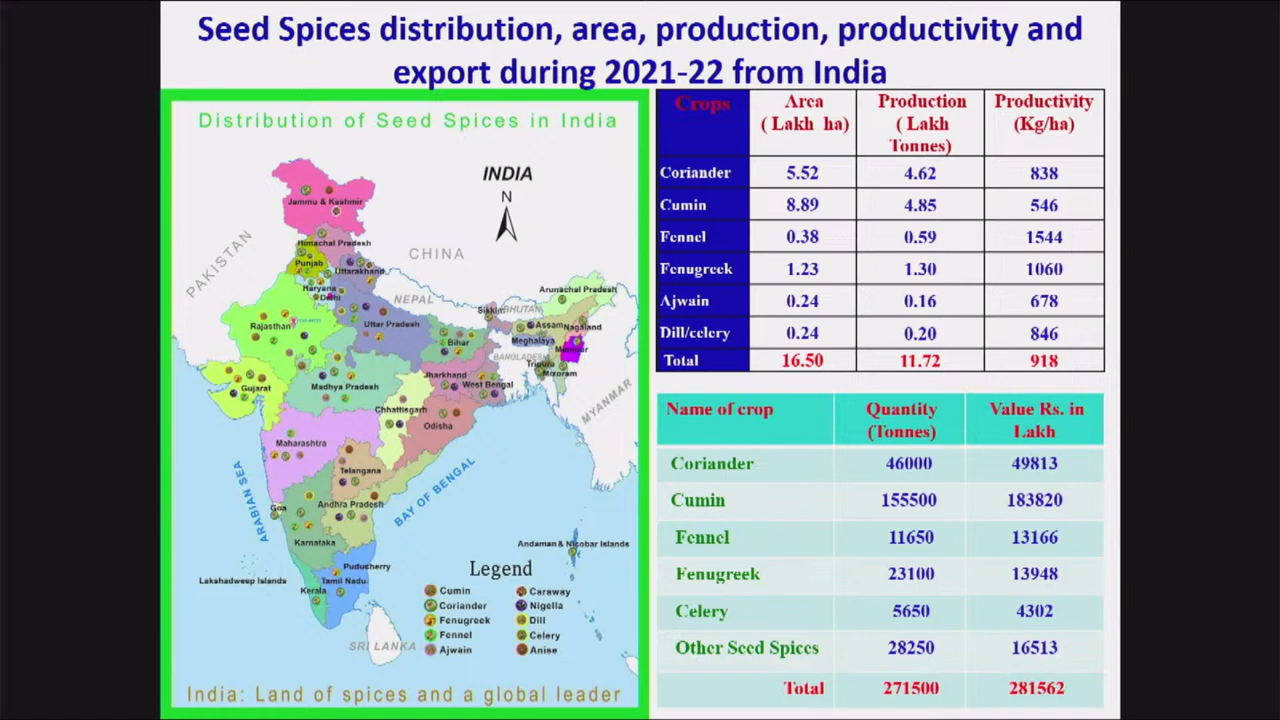 Seed Spices distribution, area, production, productivity and
export during 2021-22 from India
Distribution of Seed Spices in India
INDIA
N
PAKISTAN
CHINA
NEPAL
BHUTAN
BANGLADESH
MYANMAR
SRI LANKA
ARABIAN SEA
BAY OF BENGAL
Jammu & Kashmir
Himachal Pradesh
Punjab
Uttarakhand
Haryana
Delhi
Rajasthan
Uttar Pradesh
Sikkim
Arunachal Pradesh
Assam
Nagaland
Meghalaya
Manipur
Tripura
Mizoram
Bihar
Gujarat
Madhya Pradesh
Jharkhand
West Bengal
Chhattisgarh
Odisha
Maharashtra
Telangana
Goa
Andhra Pradesh
Karnataka
Andaman & Nicobar Islands
Puducherry
Lakshadweep Islands
Tamil Nadu
Kerala
Legend
Cumin Caraway
Coriander Nigella
Fenugreek Dill
Fennel Celery
Ajwain Anise
India: Land of spices and a global leader
Crops Area Production Productivity
( Lakh ha) ( Lakh (Kg/ha)
Tonnes)
Coriander 5.52 4.62 838
Cumin 8.89 4.85 546
Fennel 0.38 0.59 1544
Fenugreek 1.23 1.30 1060
Ajwain 0.24 0.16 678
Dill/celery 0.24 0.20 846
Total 16.50 11.72 918
Name of crop Quantity Value Rs. in
(Tonnes) Lakh
Coriander 46000 49813
Cumin 155500 183820
Fennel 11650 13166
Fenugreek 23100 13948
Celery 5650 4302
Other Seed Spices 28250 16513
Total 271500 281562